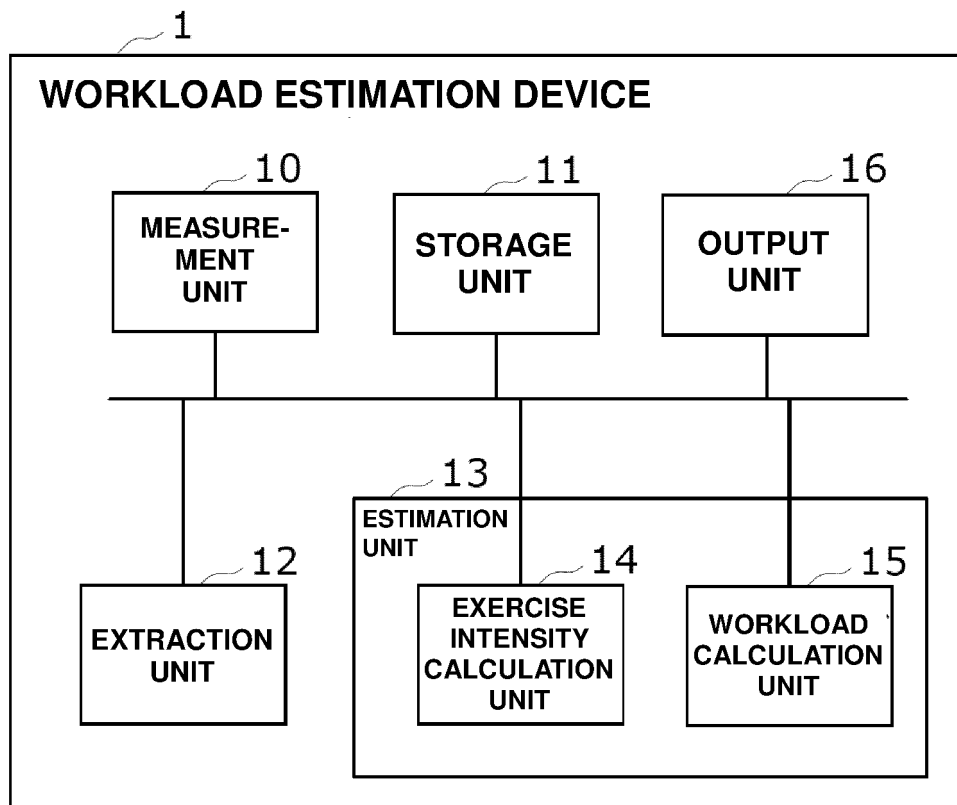 1
WORKLOAD ESTIMATION DEVICE
10
MEASURE-
MENT
UNIT
11
STORAGE
UNIT
16
OUTPUT
UNIT
12
EXTRACTION
UNIT
13
ESTIMATION
UNIT
14
EXERCISE
INTENSITY
CALCULATION
UNIT
15
WORKLOAD
CALCULATION
UNIT